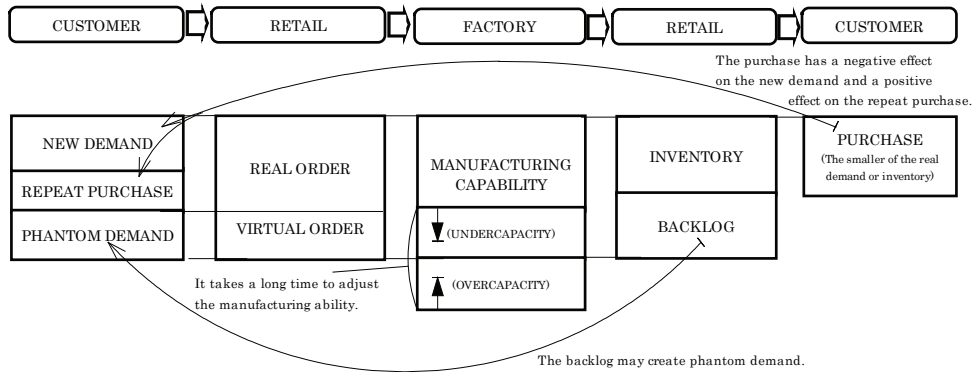 CUSTOMER
RETAIL
FACTORY
RETAIL
CUSTOMER
The purchase has a negative effect
on the new demand and a positive
effect on the repeat purchase.
NEW DEMAND
REPEAT PURCHASE
PHANTOM DEMAND
REAL ORDER
VIRTUAL ORDER
MANUFACTURING
CAPABILITY
(UNDERCAPACITY)
(OVERCAPACITY)
INVENTORY
BACKLOG
PURCHASE
(The smaller of the real
demand or inventory)
It takes a long time to adjust
the manufacturing ability.
The backlog may create phantom demand.